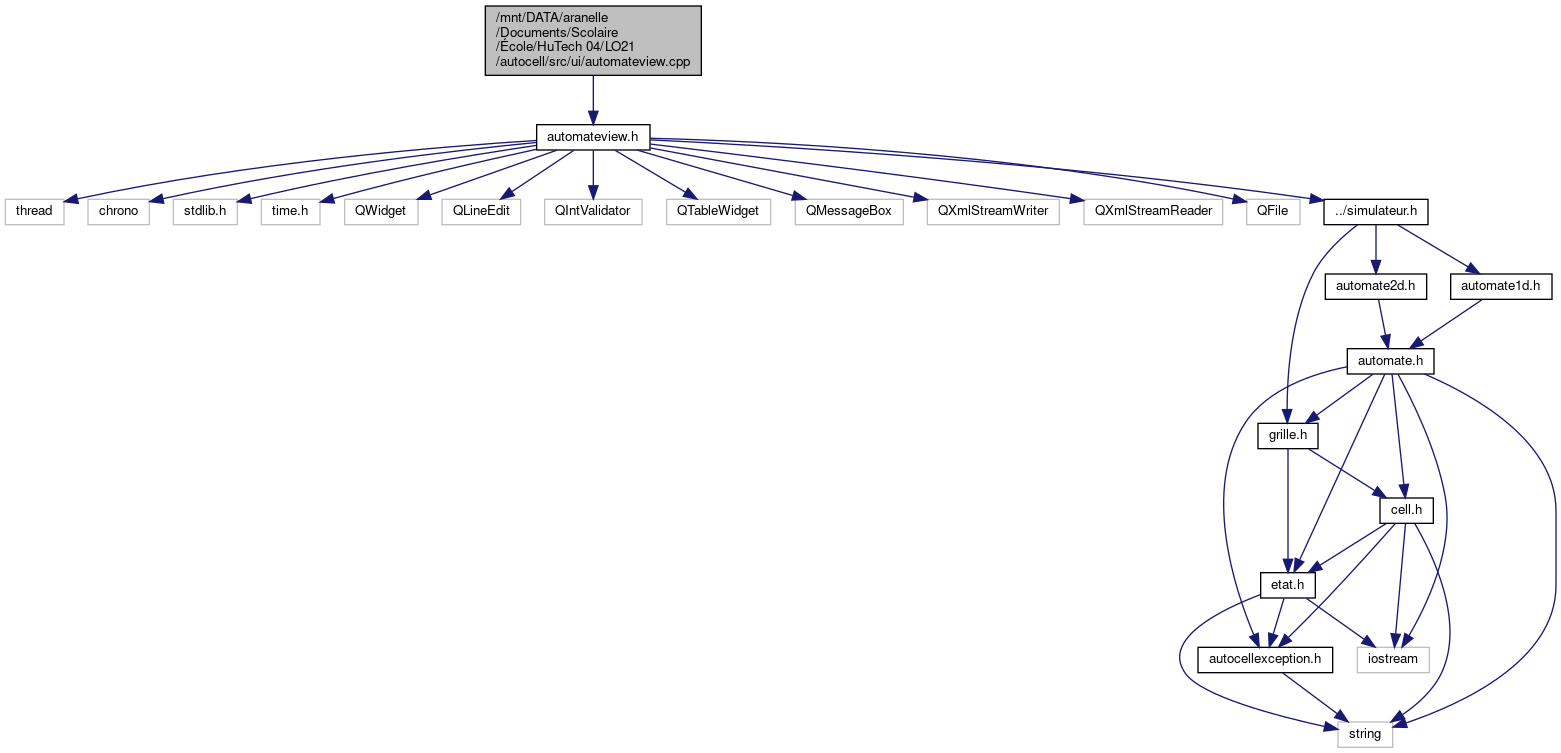 /mnt/DATA/aranelle
/Documents/Scolaire
/École/HuTech 04/LO21
/autocell/src/ui/automateview.cpp
automateview.h
thread
chrono
stdlib.h
time.h
QWidget
QLineEdit
QIntValidator
QTableWidget
QMessageBox
QXmlStreamWriter
QXmlStreamReader
QFile
../simulateur.h
automate2d.h
automate1d.h
automate.h
grille.h
cell.h
etat.h
autocellexception.h
iostream
string